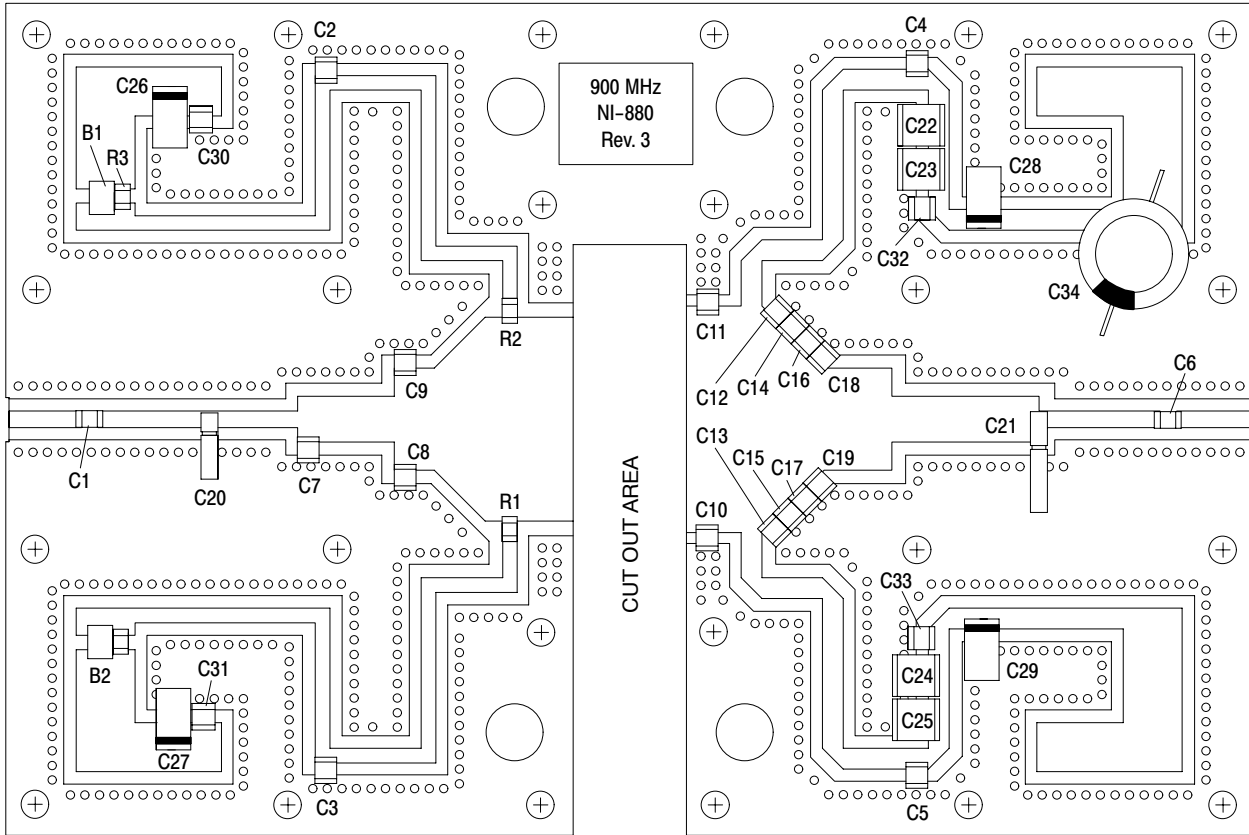 C2
C4
C26
900 MHz
NI-880
Rev. 3
B1
R3
C30
C22
C23
C28
C32
C34
C11
R2
C9
C12
C14
C16
C18
C6
C1
C20
C7
C8
R1
C13
C15
C17
C19
C21
C10
CUT OUT AREA
C33
B2
C31
C24
C29
C25
C27
C3
C5